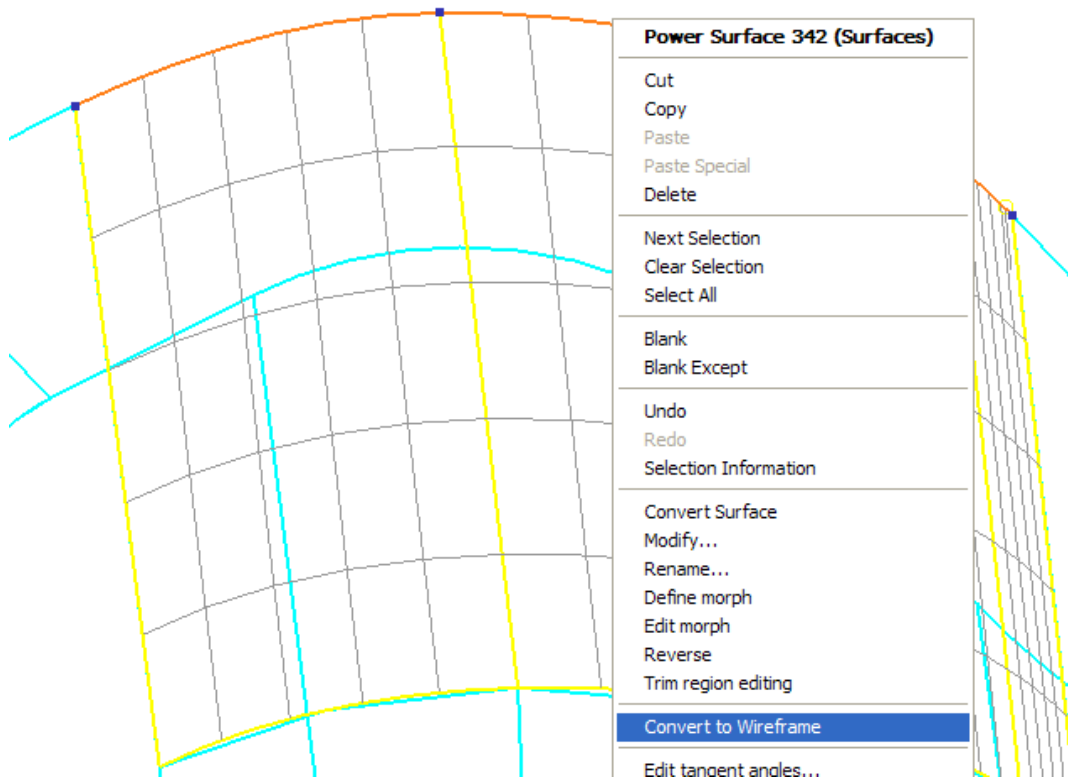 Power Surface 342 (Surfaces)
Cut
Copy
Paste
Paste Special
Delete
Next Selection
Clear Selection
Select All
Blank
Blank Except
Undo
Redo
Selection Information
Convert Surface
Modify...
Rename...
Define morph
Edit morph
Reverse
Trim region editing
Convert to Wireframe
Edit tangent angles...